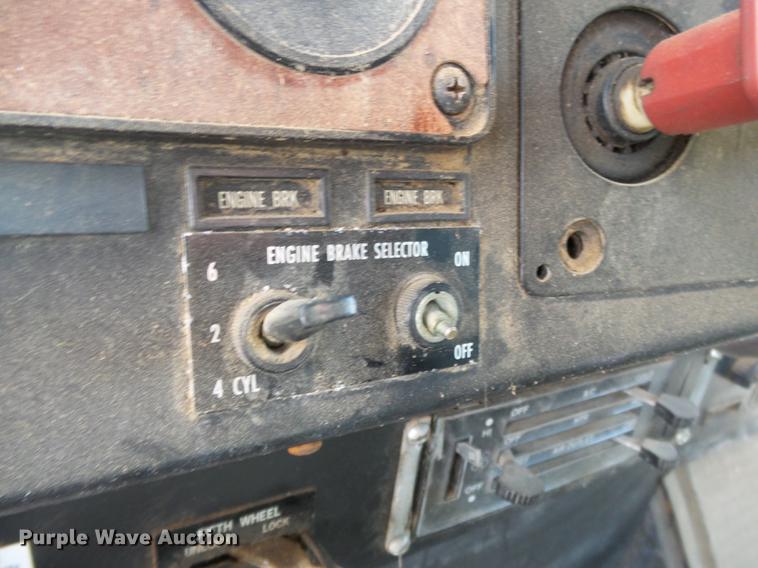 ENGINE BRK
ENGINE BRK
ENGINE BRAKE SELECTOR
6
ON
2
OFF
4 CYL
OFF
HI
WHEEL
LOCK
Purple Wave Auction®